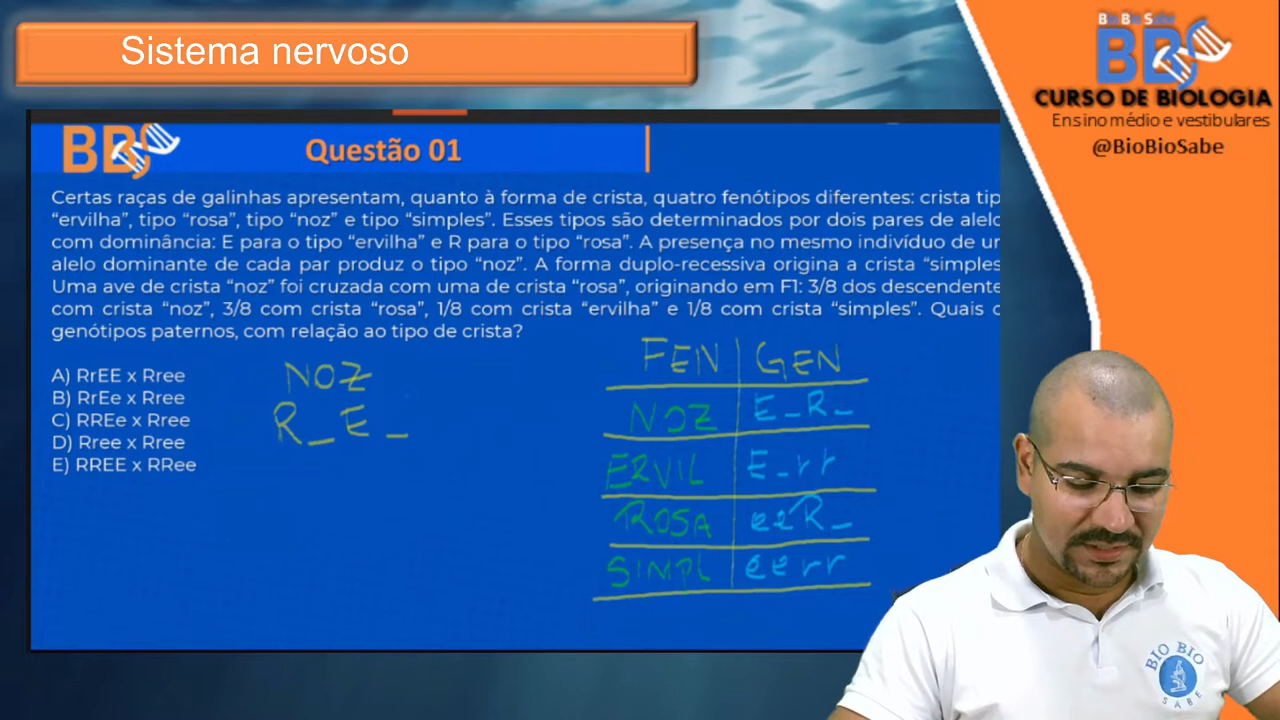 Sistema nervoso
Bio Bio Sabe
BBS
CURSO DE BIOLOGIA
Ensino médio e vestibulares
@BioBioSabe
BBS
Questão 01
Certas raças de galinhas apresentam, quanto à forma de crista, quatro fenótipos diferentes: crista tip
“ervilha”, tipo “rosa”, tipo “noz” e tipo “simples”. Esses tipos são determinados por dois pares de alelo
com dominância: E para o tipo “ervilha” e R para o tipo “rosa”. A presença no mesmo indivíduo de ur
alelo dominante de cada par produz o tipo “noz”. A forma duplo-recessiva origina a crista “simples
Uma ave de crista “noz” foi cruzada com uma de crista “rosa”, originando em F1: 3/8 dos descendente
com crista “noz”, 3/8 com crista “rosa”, 1/8 com crista “ervilha” e 1/8 com crista “simples”. Quais o
genótipos paternos, com relação ao tipo de crista?
A) RrEE x Rree
B) RrEe x Rree
C) RREe x Rree
D) Rree x Rree
E) RREE x RRee
NOZ
R_E_
FEN GEN
NOZ E_R_
ERVIL E_rr
ROSA eeR_
SIMPL eerr
BIO BIO
SABE